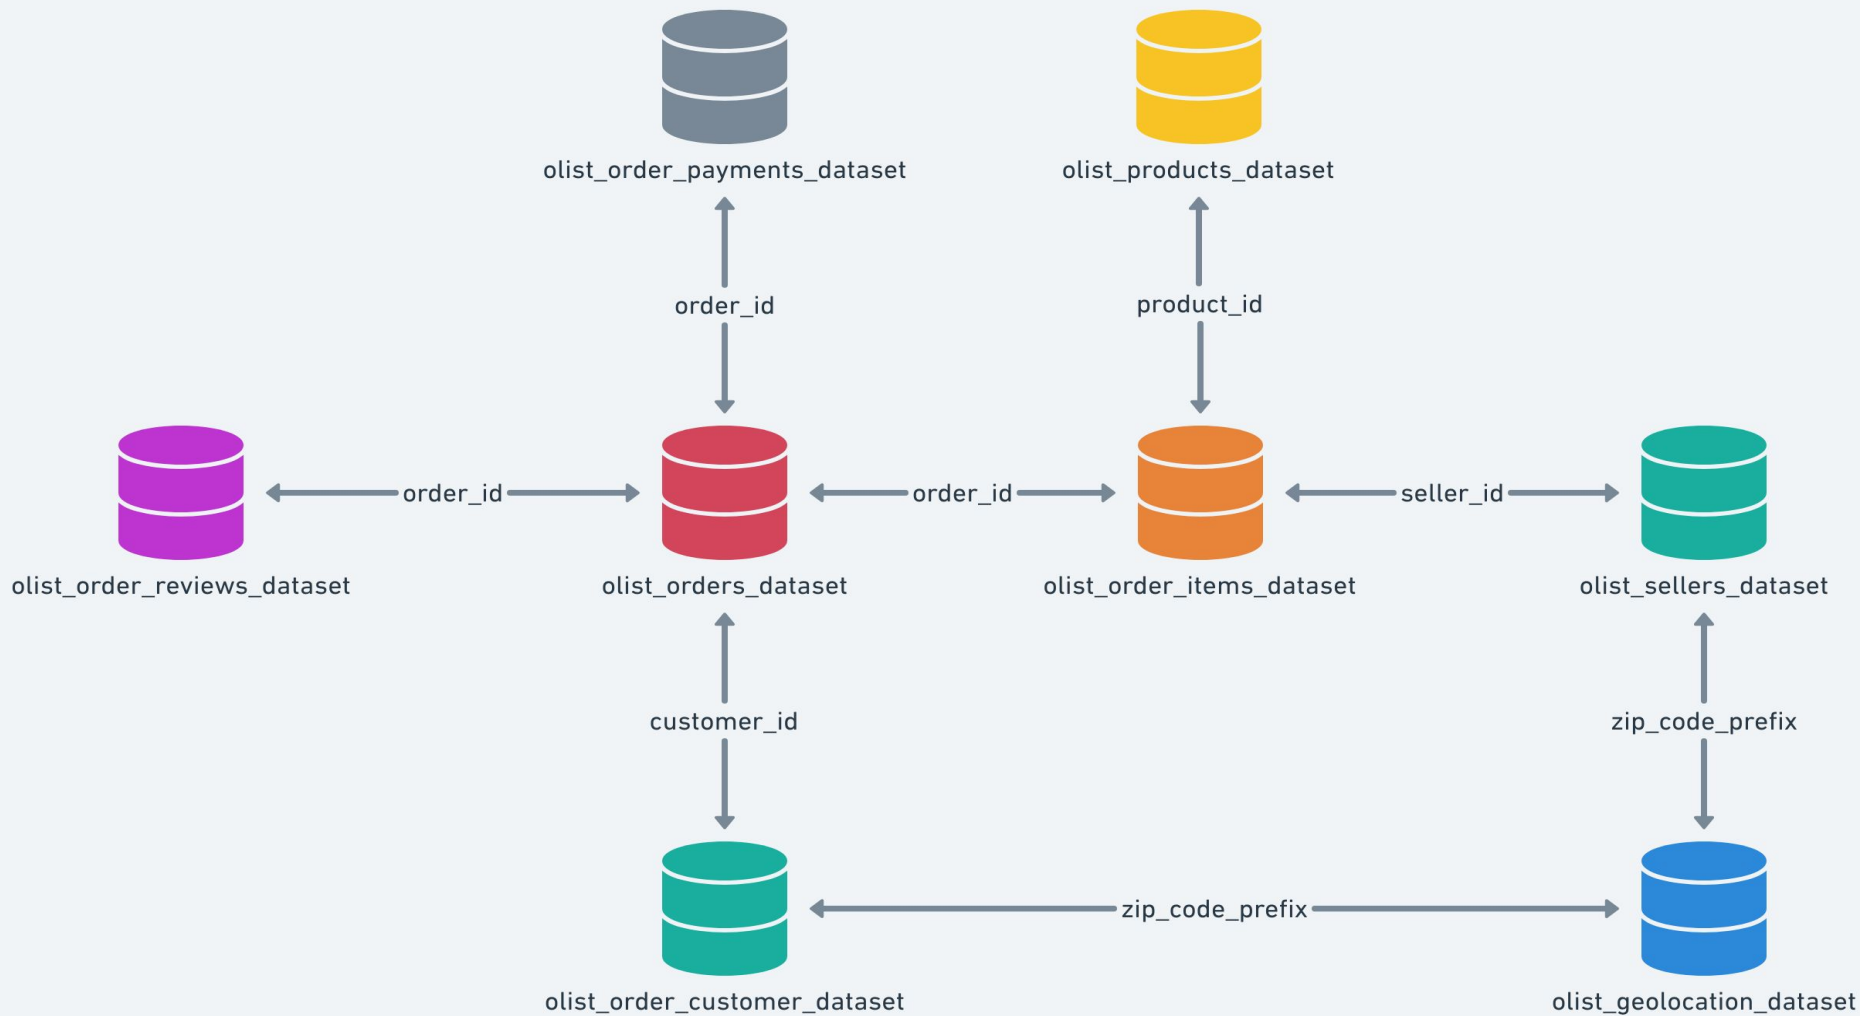 olist_order_payments_dataset
olist_products_dataset
order_id
product_id
order_id
order_id
seller_id
olist_order_reviews_dataset
olist_orders_dataset
olist_order_items_dataset
olist_sellers_dataset
customer_id
zip_code_prefix
zip_code_prefix
olist_order_customer_dataset
olist_geolocation_dataset